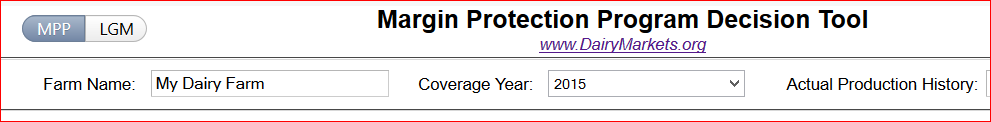 MPP LGM Margin Protection Program Decision Tool
www.DairyMarkets.org
Farm Name: My Dairy Farm Coverage Year: 2015 Actual Production History: